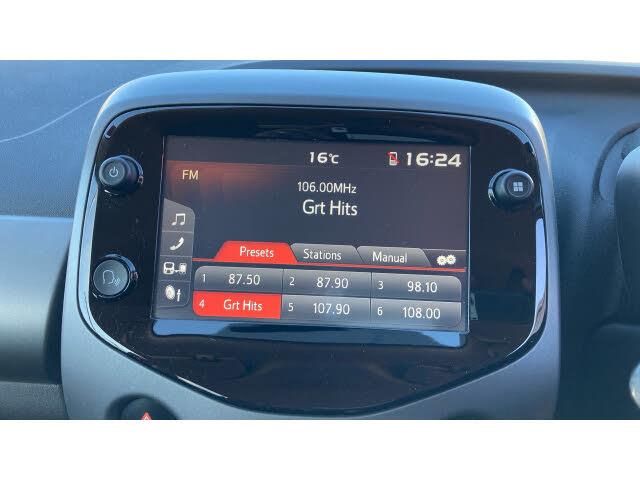 16°C 16:24
FM
106.00MHz
Grt Hits
Presets Stations Manual
1 87.50 2 87.90 3 98.10
4 Grt Hits 5 107.90 6 108.00